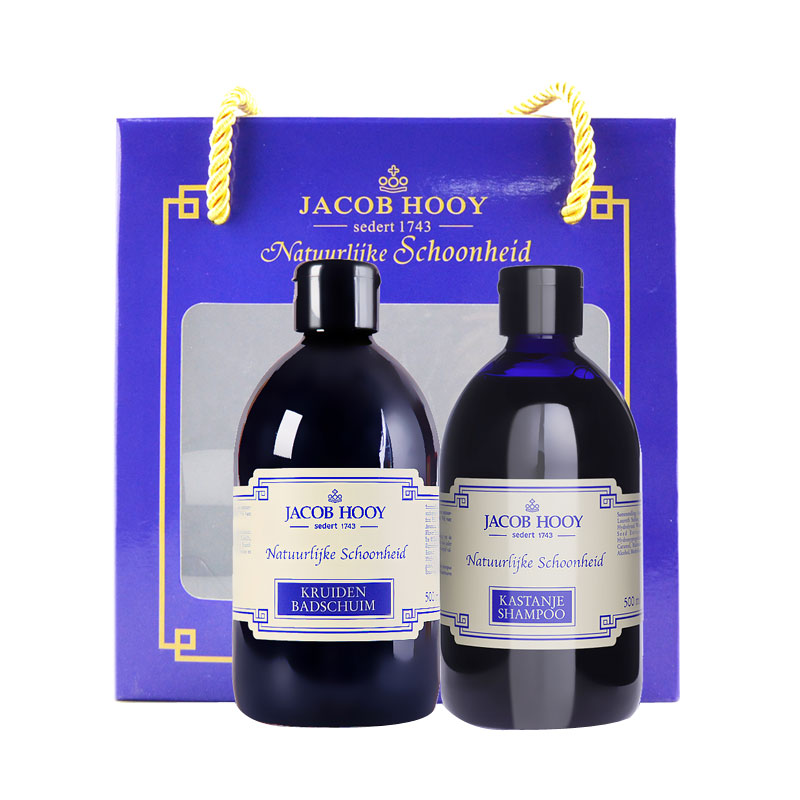 JACOB HOOY
sedert 1743
Natuurlijke Schoonheid
JACOB HOOY
sedert 1743
Natuurlijke Schoonheid
KRUIDEN
BADSCHUIM
500
JACOB HOOY
sedert 1743
Natuurlijke Schoonheid
KASTANJE
SHAMPOO
500 ml